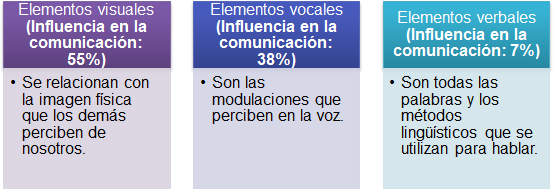 Elementos visuales
(Influencia en la
comunicación:
55%)
• Se relacionan con
la imagen física
que los demás
perciben de
nosotros.
Elementos vocales
(Influencia en la
comunicación:
38%)
• Son las
modulaciones que
perciben en la voz.
Elementos verbales
(Influencia en la
comunicación: 7%)
• Son todas las
palabras y los
métodos
lingüísticos que se
utilizan para hablar.